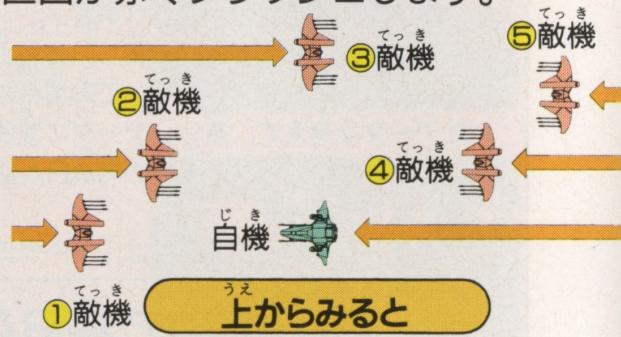 ③敵機
てっき
⑤敵機
てっき
②敵機
てっき
④敵機
てっき
自機
じき
①敵機
てっき
上からみると
うえ